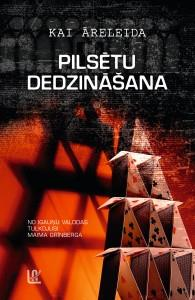 KAI ĀRELEIDA
PILSĒTU
DEDZINĀŠANA
NO IGAUŅU VALODAS
TULKOJUSI
MAIMA GRĪNBERGA